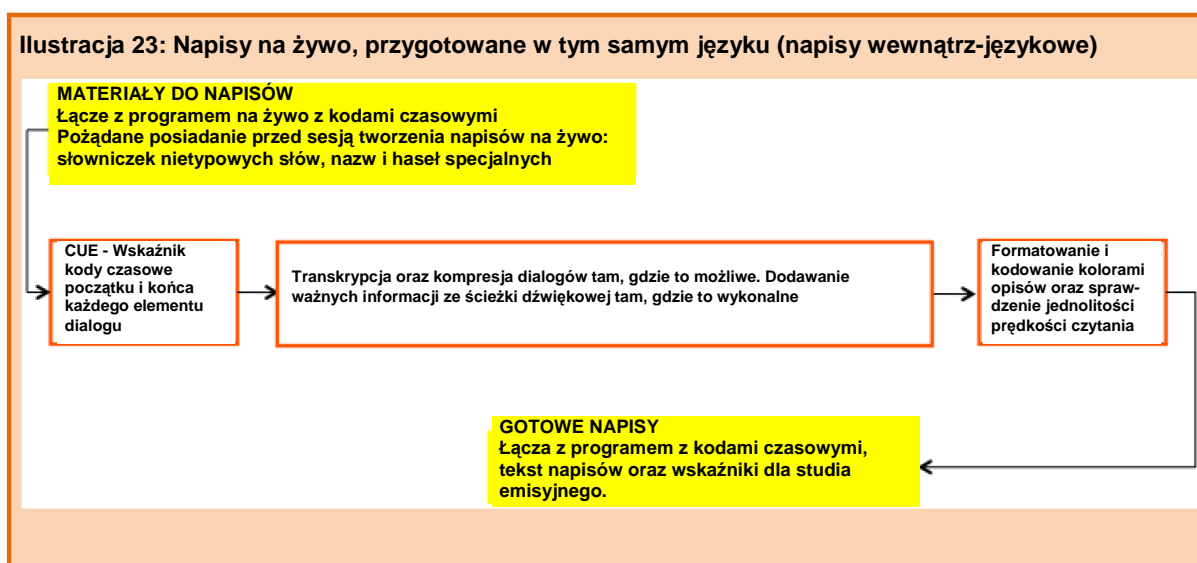 Ilustracja 23: Napisy na żywo, przygotowane w tym samym języku (napisy wewnątrz-językowe)
MATERIAŁY DO NAPISÓW
Łącze z programem na żywo z kodami czasowymi
Pożądane posiadanie przed sesją tworzenia napisów na żywo:
słowniczek nietypowych słów, nazw i haseł specjalnych
CUE - Wskaźnik
kody czasowe
początku i końca
każdego elementu
dialogu
Transkrypcja oraz kompresja dialogów tam, gdzie to możliwe. Dodawanie
ważnych informacji ze ścieżki dźwiękowej tam, gdzie to wykonalne
Formatowanie i
kodowanie kolorami
opisów oraz spraw-
dzenie jednolitości
prędkości czytania
GOTOWE NAPISY
Łącza z programem z kodami czasowymi,
tekst napisów oraz wskaźniki dla studia
emisyjnego.